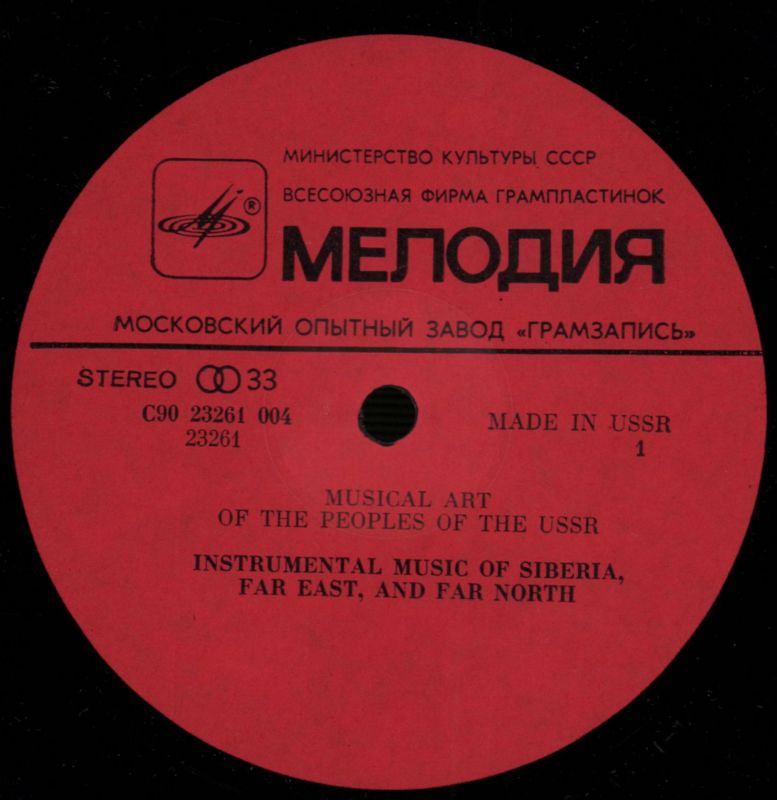 МИНИСТЕРСТВО КУЛЬТУРЫ СССР
ВСЕСОЮЗНАЯ ФИРМА ГРАМПЛАСТИНОК
®
МЕЛОДИЯ
МОСКОВСКИЙ ОПЫТНЫЙ ЗАВОД «ГРАМЗАПИСЬ»
STEREO 33
С90 23261 004
23261
MADE IN USSR
1
MUSICAL ART
OF THE PEOPLES OF THE USSR
INSTRUMENTAL MUSIC OF SIBERIA,
FAR EAST, AND FAR NORTH